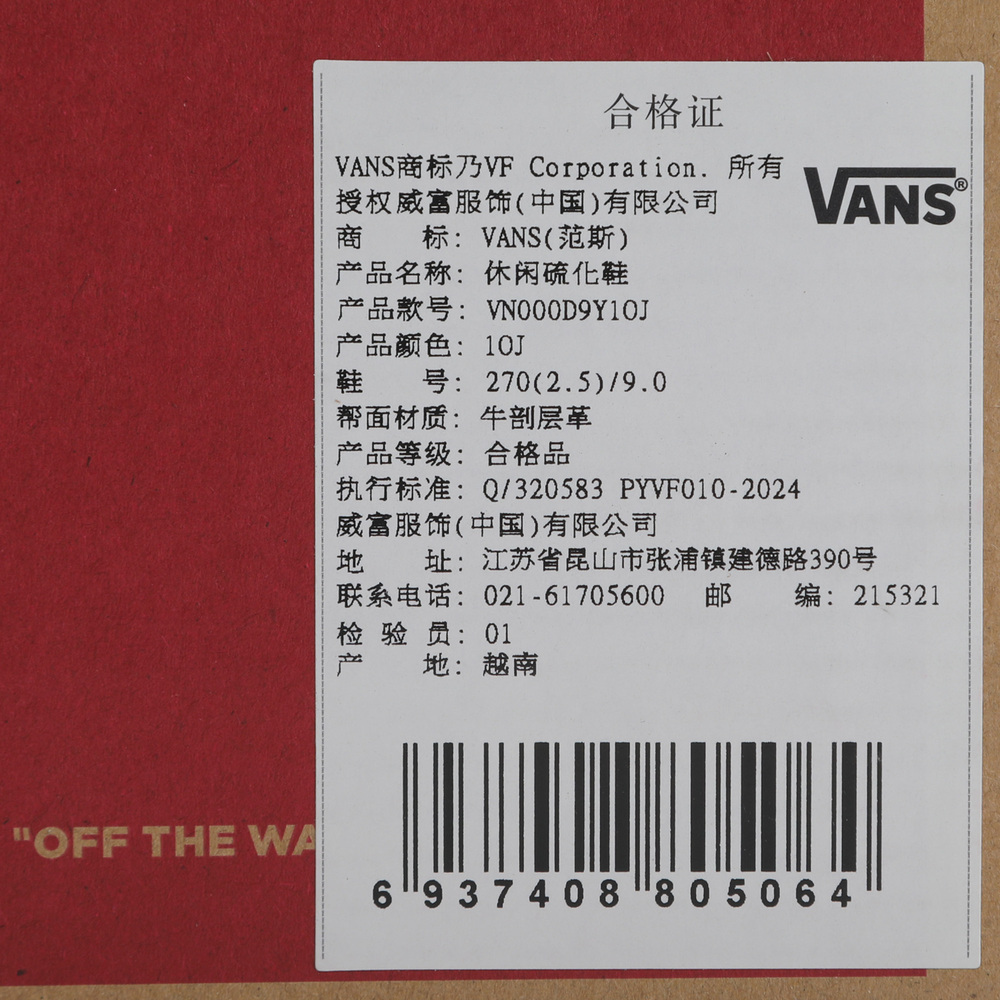 合格证
VANS商标乃VF Corporation. 所有
授权威富服饰(中国)有限公司
VANS®
商 标: VANS(范斯)
产品名称: 休闲硫化鞋
产品款号: VN000D9Y1OJ
产品颜色: 1OJ
鞋 号: 270(2.5)/9.0
帮面材质: 牛剖层革
产品等级: 合格品
执行标准: Q/320583 PYVF010-2024
威富服饰(中国)有限公司
地 址: 江苏省昆山市张浦镇建德路390号
联系电话: 021-61705600 邮 编: 215321
检 验 员: 01
产 地: 越南
6 937408 805064
"OFF THE WA